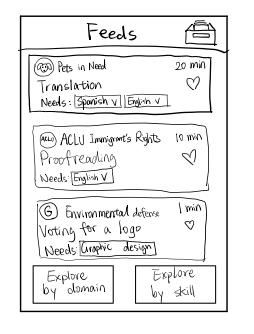 Feeds
Pets in Need 20 min
Translation
Needs: Spanish v English v
ACLU ACLU Immigrant's Rights 10 min
Proofreading
Needs: English v
G Environmental defense 1 min
Voting for a logo
Needs: Graphic design
Explore by domain
Explore by skill